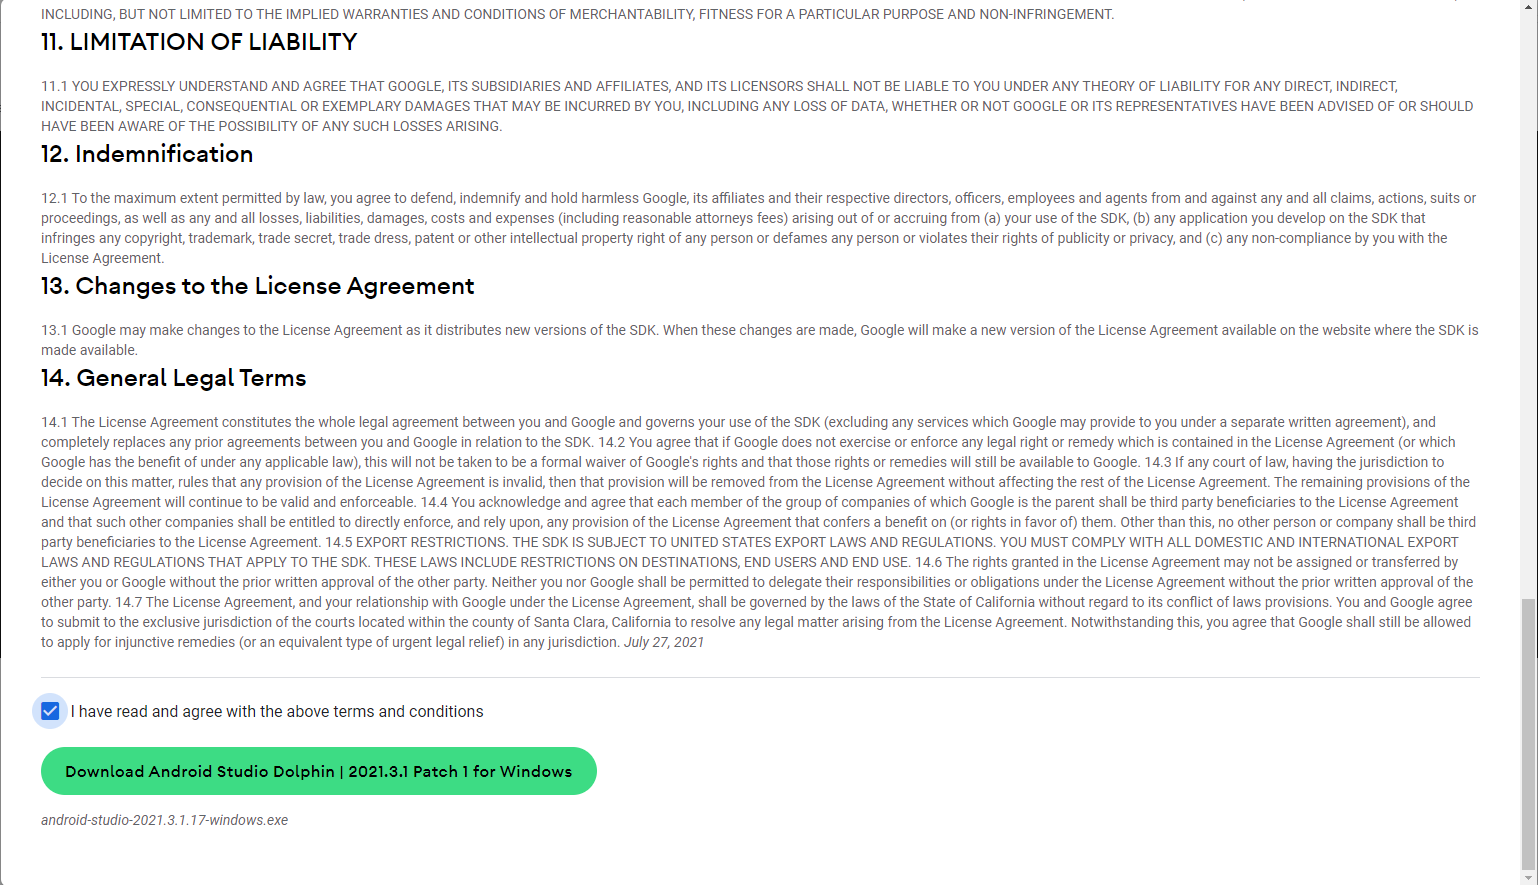 INCLUDING, BUT NOT LIMITED TO THE IMPLIED WARRANTIES AND CONDITIONS OF MERCHANTABILITY, FITNESS FOR A PARTICULAR PURPOSE AND NON-INFRINGEMENT.
11. LIMITATION OF LIABILITY
11.1 YOU EXPRESSLY UNDERSTAND AND AGREE THAT GOOGLE, ITS SUBSIDIARIES AND AFFILIATES, AND ITS LICENSORS SHALL NOT BE LIABLE TO YOU UNDER ANY THEORY OF LIABILITY FOR ANY DIRECT, INDIRECT,
INCIDENTAL, SPECIAL, CONSEQUENTIAL OR EXEMPLARY DAMAGES THAT MAY BE INCURRED BY YOU, INCLUDING ANY LOSS OF DATA, WHETHER OR NOT GOOGLE OR ITS REPRESENTATIVES HAVE BEEN ADVISED OF OR SHOULD
HAVE BEEN AWARE OF THE POSSIBILITY OF ANY SUCH LOSSES ARISING.
12. Indemnification
12.1 To the maximum extent permitted by law, you agree to defend, indemnify and hold harmless Google, its affiliates and their respective directors, officers, employees and agents from and against any and all claims, actions, suits or
proceedings, as well as any and all losses, liabilities, damages, costs and expenses (including reasonable attorneys fees) arising out of or accruing from (a) your use of the SDK, (b) any application you develop on the SDK that
infringes any copyright, trademark, trade secret, trade dress, patent or other intellectual property right of any person or defames any person or violates their rights of publicity or privacy, and (c) any non-compliance by you with the
License Agreement.
13. Changes to the License Agreement
13.1 Google may make changes to the License Agreement as it distributes new versions of the SDK. When these changes are made, Google will make a new version of the License Agreement available on the website where the SDK is
made available.
14. General Legal Terms
14.1 The License Agreement constitutes the whole legal agreement between you and Google and governs your use of the SDK (excluding any services which Google may provide to you under a separate written agreement), and
completely replaces any prior agreements between you and Google in relation to the SDK. 14.2 You agree that if Google does not exercise or enforce any legal right or remedy which is contained in the License Agreement (or which
Google has the benefit of under any applicable law), this will not be taken to be a formal waiver of Google's rights and that those rights or remedies will still be available to Google. 14.3 If any court of law, having the jurisdiction to
decide on this matter, rules that any provision of the License Agreement is invalid, then that provision will be removed from the License Agreement without affecting the rest of the License Agreement. The remaining provisions of the
License Agreement will continue to be valid and enforceable. 14.4 You acknowledge and agree that each member of the group of companies of which Google is the parent shall be third party beneficiaries to the License Agreement
and that such other companies shall be entitled to directly enforce, and rely upon, any provision of the License Agreement that confers a benefit on (or rights in favor of) them. Other than this, no other person or company shall be third
party beneficiaries to the License Agreement. 14.5 EXPORT RESTRICTIONS. THE SDK IS SUBJECT TO UNITED STATES EXPORT LAWS AND REGULATIONS. YOU MUST COMPLY WITH ALL DOMESTIC AND INTERNATIONAL EXPORT
LAWS AND REGULATIONS THAT APPLY TO THE SDK. THESE LAWS INCLUDE RESTRICTIONS ON DESTINATIONS, END USERS AND END USE. 14.6 The rights granted in the License Agreement may not be assigned or transferred by
either you or Google without the prior written approval of the other party. Neither you nor Google shall be permitted to delegate their responsibilities or obligations under the License Agreement without the prior written approval of the
other party. 14.7 The License Agreement, and your relationship with Google under the License Agreement, shall be governed by the laws of the State of California without regard to its conflict of laws provisions. You and Google agree
to submit to the exclusive jurisdiction of the courts located within the county of Santa Clara, California to resolve any legal matter arising from the License Agreement. Notwithstanding this, you agree that Google shall still be allowed
to apply for injunctive remedies (or an equivalent type of urgent legal relief) in any jurisdiction. July 27, 2021
I have read and agree with the above terms and conditions
Download Android Studio Dolphin | 2021.3.1 Patch 1 for Windows
android-studio-2021.3.1.17-windows.exe